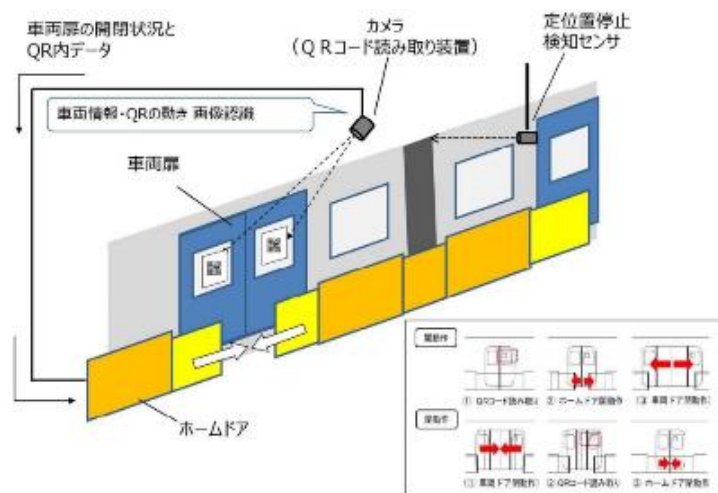 車両扉の開閉状況と
QR内データ
カメラ
(QRコード読み取り装置)
定位置停止
検知センサ
車両情報・QRの動き 画像認識
車両扉
ホームドア
開動作
① QRコード読み取り
② ホームドア開動作
③ 車両ドア開動作
閉動作
① 車両ドア閉動作
② QRコード読み取り
③ ホームドア閉動作